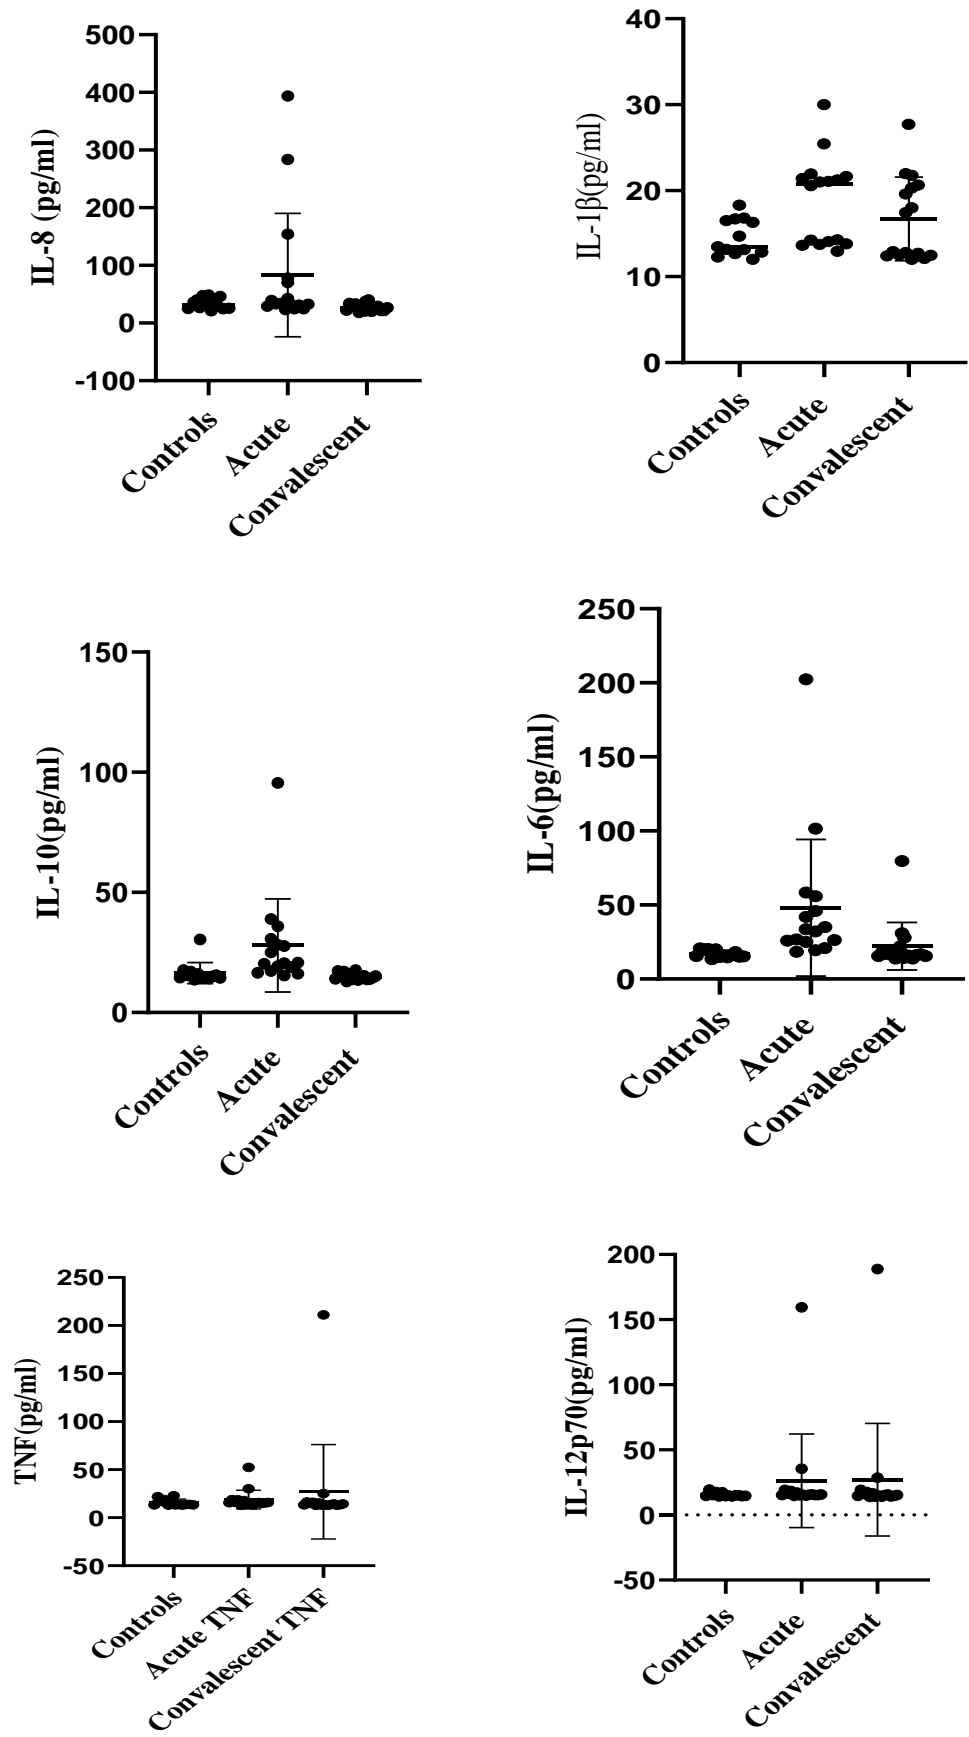 IL-8 (pg/ml)
500
400
300
200
100
0
-100
Controls
Acute
Convalescent
IL-1β(pg/ml)
40
30
20
10
0
Controls
Acute
Convalescent
IL-10(pg/ml)
150
100
50
0
Controls
Acute
Convalescent
IL-6(pg/ml)
250
200
150
100
50
0
Controls
Acute
Convalescent
TNF(pg/ml)
250
200
150
100
50
0
-50
Controls
Acute TNF
Convalescent TNF
IL-12p70(pg/ml)
200
150
100
50
0
-50
Controls
Acute
Convalescent